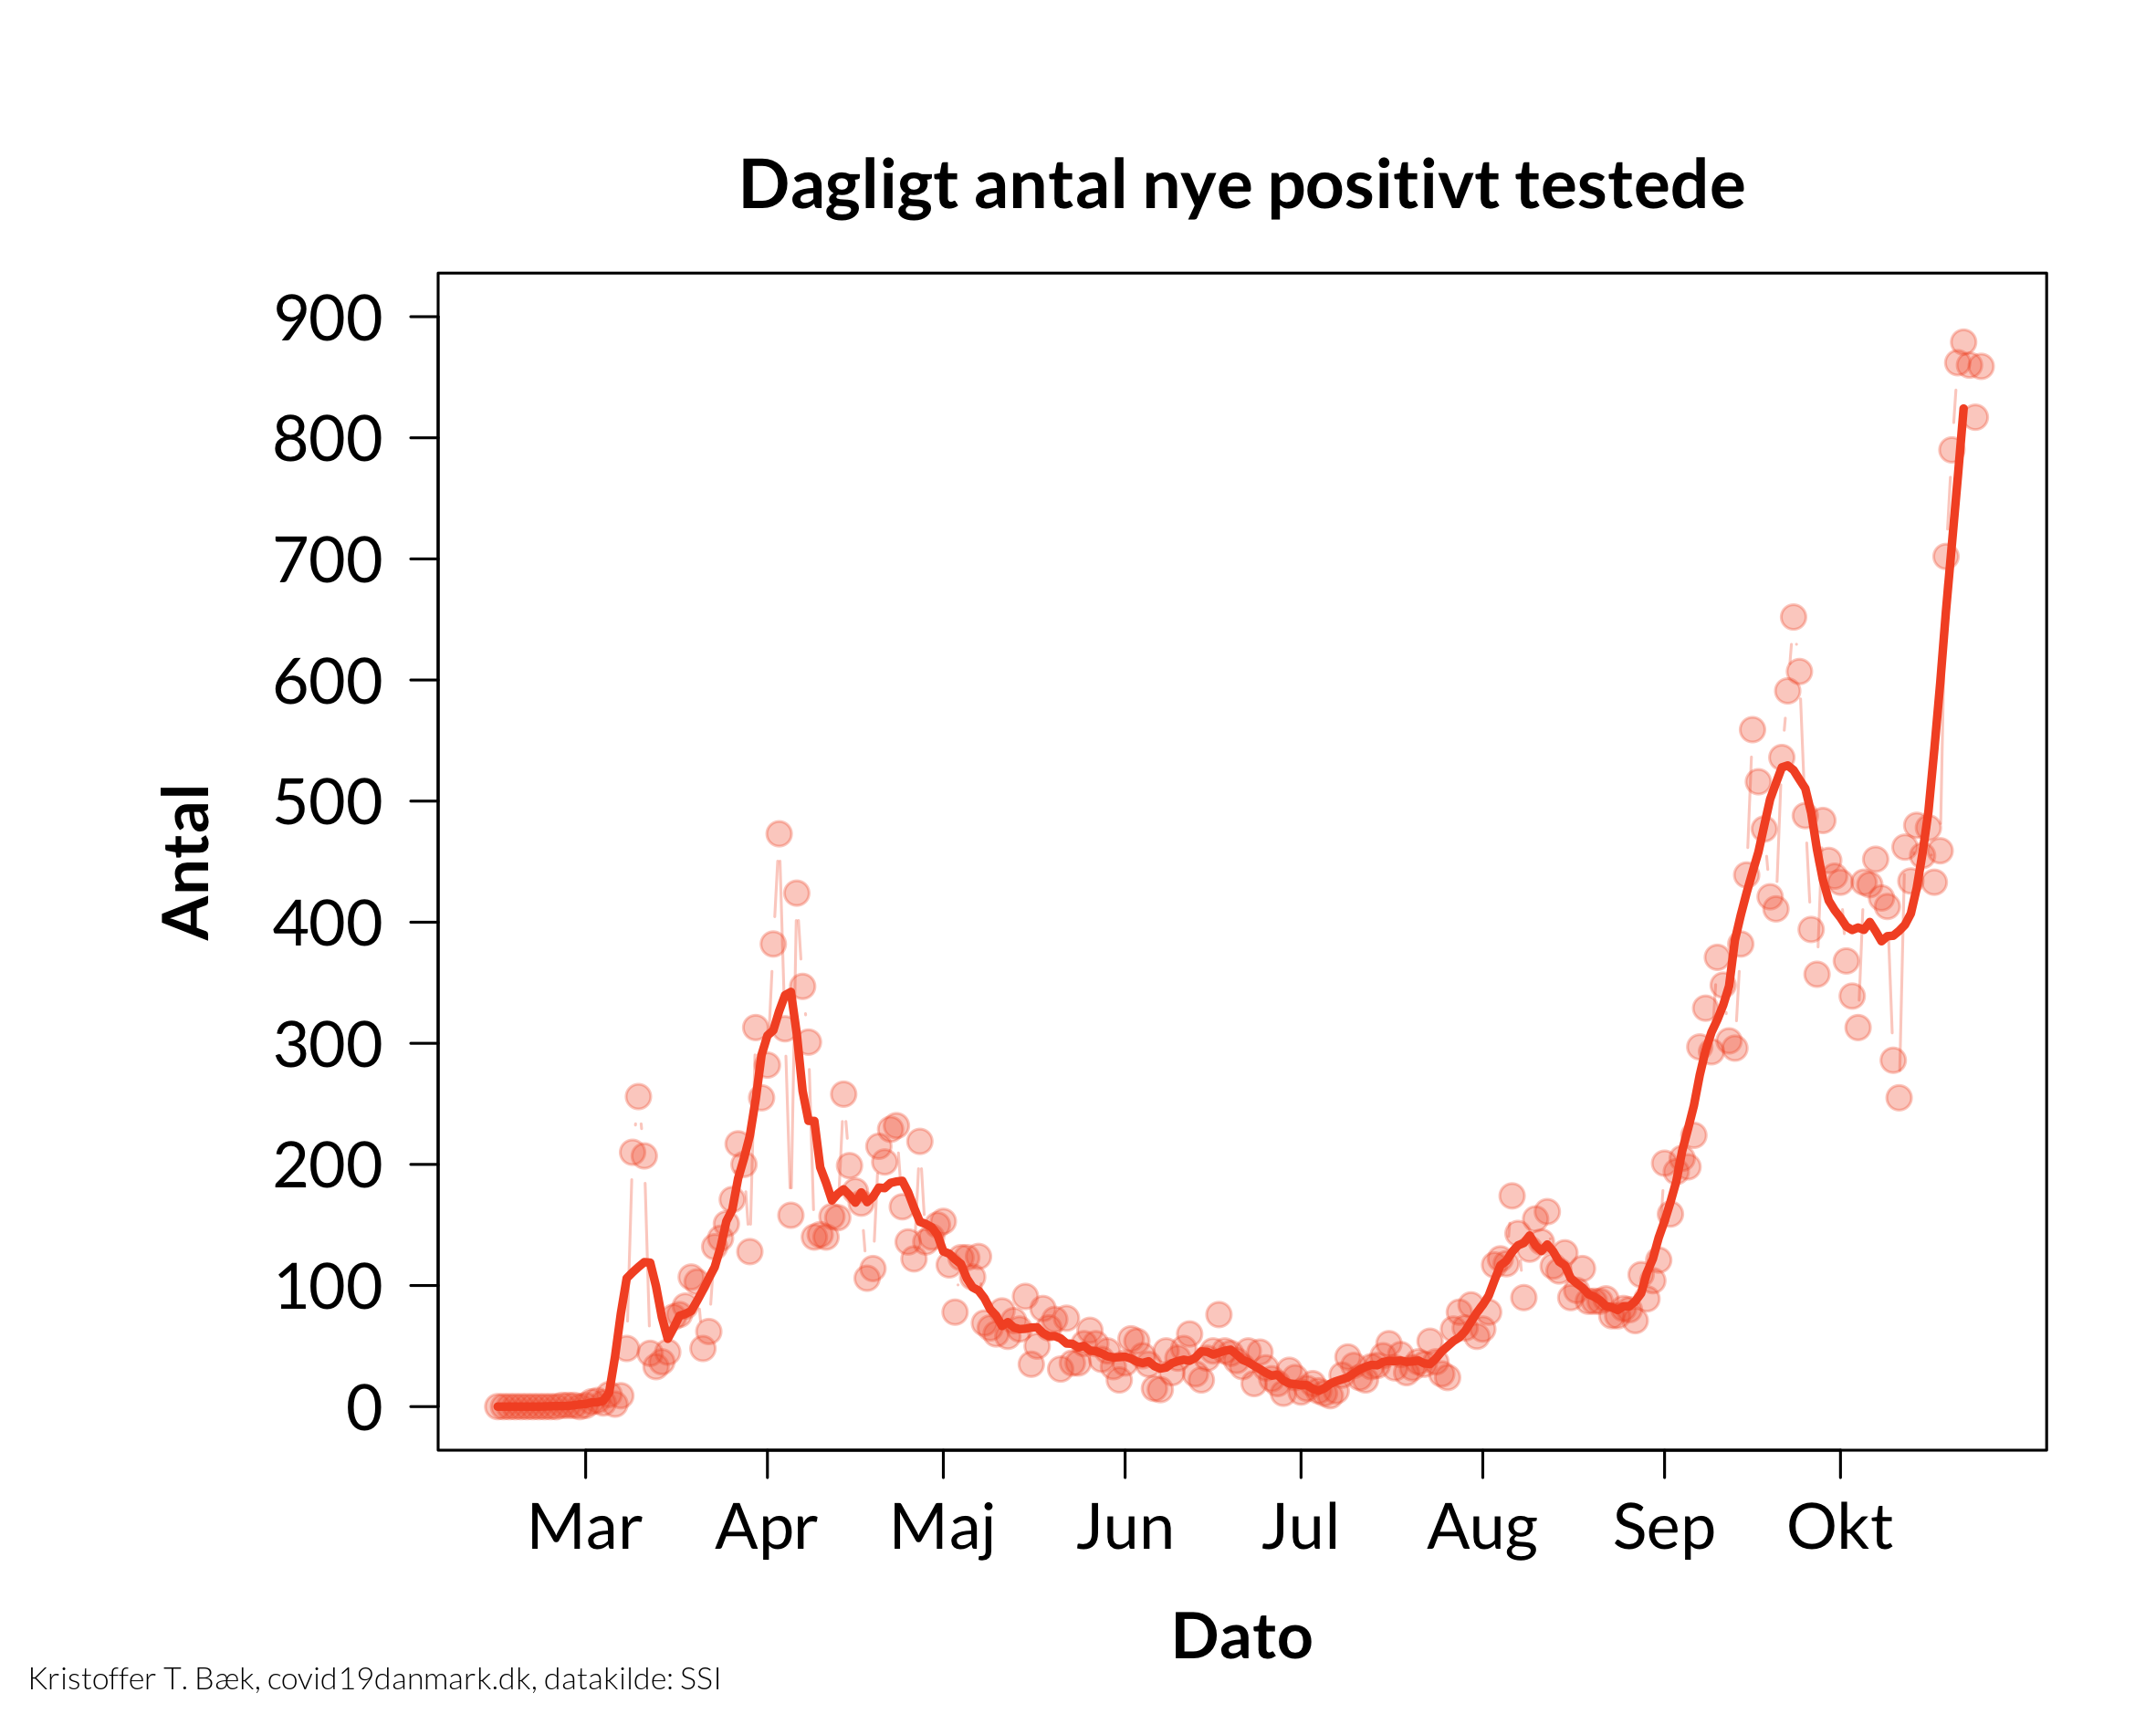 Dagligt antal nye positivt testede
900
800
700
600
500
400
300
200
100
0
Antal
Mar Apr Maj Jun Jul Aug Sep Okt
Dato
Kristoffer T. Bæk, covid19danmark.dk, datakilde: SSI